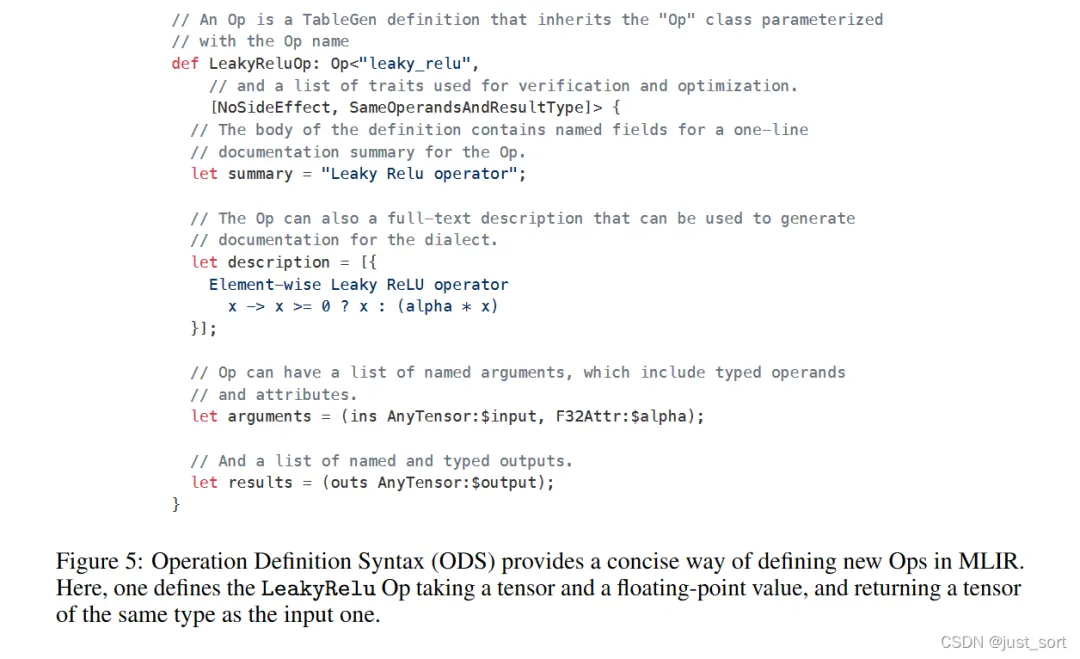 // An Op is a TableGen definition that inherits the "Op" class parameterized
// with the Op name
def LeakyReluOp: Op<"leaky_relu",
    // and a list of traits used for verification and optimization.
    [NoSideEffect, SameOperandsAndResultType]> {
  // The body of the definition contains named fields for a one-line
  // documentation summary for the Op.
  let summary = "Leaky Relu operator";

  // The Op can also a full-text description that can be used to generate
  // documentation for the dialect.
  let description = [{
    Element-wise Leaky ReLU operator
      x -> x >= 0 ? x : (alpha * x)
  }];

  // Op can have a list of named arguments, which include typed operands
  // and attributes.
  let arguments = (ins AnyTensor:$input, F32Attr:$alpha);

  // And a list of named and typed outputs.
  let results = (outs AnyTensor:$output);
}
Figure 5: Operation Definition Syntax (ODS) provides a concise way of defining new Ops in MLIR.
Here, one defines the LeakyRelu Op taking a tensor and a floating-point value, and returning a tensor
of the same type as the input one.
CSDN @just_sort